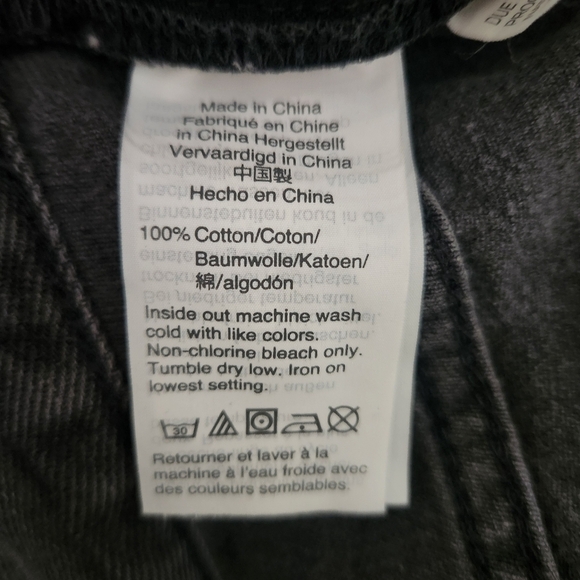 DUE
Made in China
Fabriqué en Chine
in China Hergestellt
Vervaardigd in China
中国製
Hecho en China
100% Cotton/Coton/
Baumwolle/Katoen/
綿/algodón
Inside out machine wash
cold with like colors.
Non-chlorine bleach only.
Tumble dry low. Iron on
lowest setting.
30
Retourner et laver à la
machine à l'eau froide avec
des couleurs semblables.